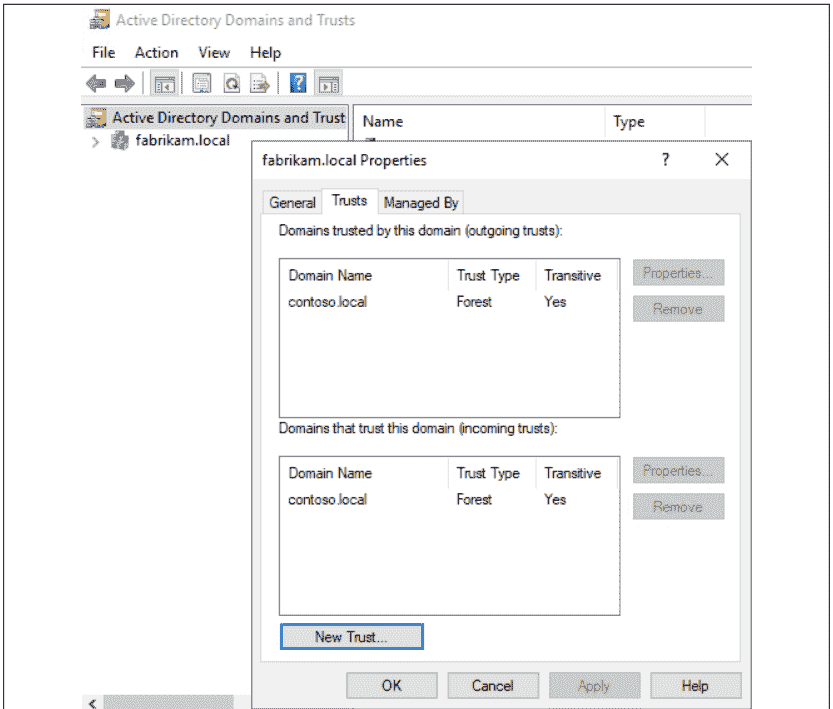 Active Directory Domains and Trusts
File Action View Help
Active Directory Domains and Trust
Name Type
fabrikam.local
fabrikam.local Properties ?
General Trusts Managed By
Domains trusted by this domain (outgoing trusts):
Domain Name Trust Type Transitive Properties...
contoso.local Forest Yes Remove
Domains that trust this domain (incoming trusts):
Domain Name Trust Type Transitive Properties...
contoso.local Forest Yes Remove
New Trust...
OK Cancel Apply Help